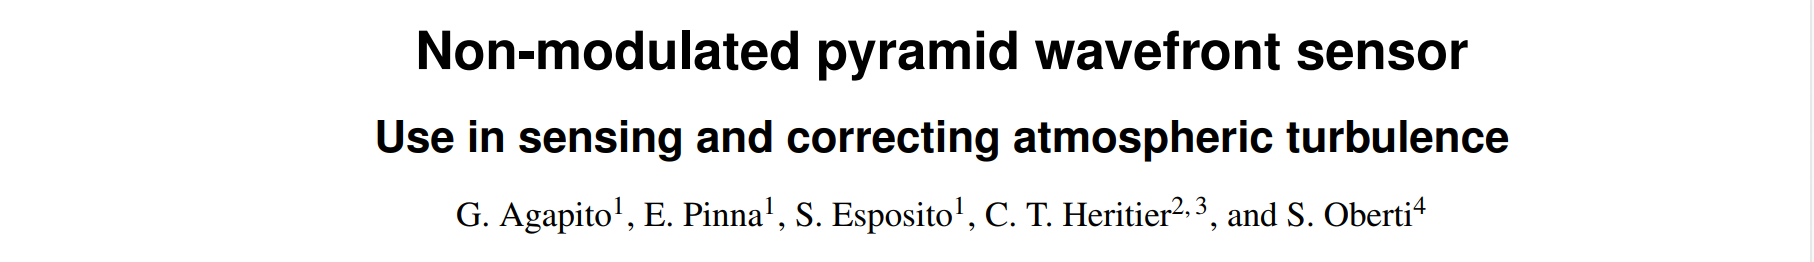 Non-modulated pyramid wavefront sensor
Use in sensing and correcting atmospheric turbulence
G. Agapito1, E. Pinna1, S. Esposito1, C. T. Heritier2,3, and S. Oberti4